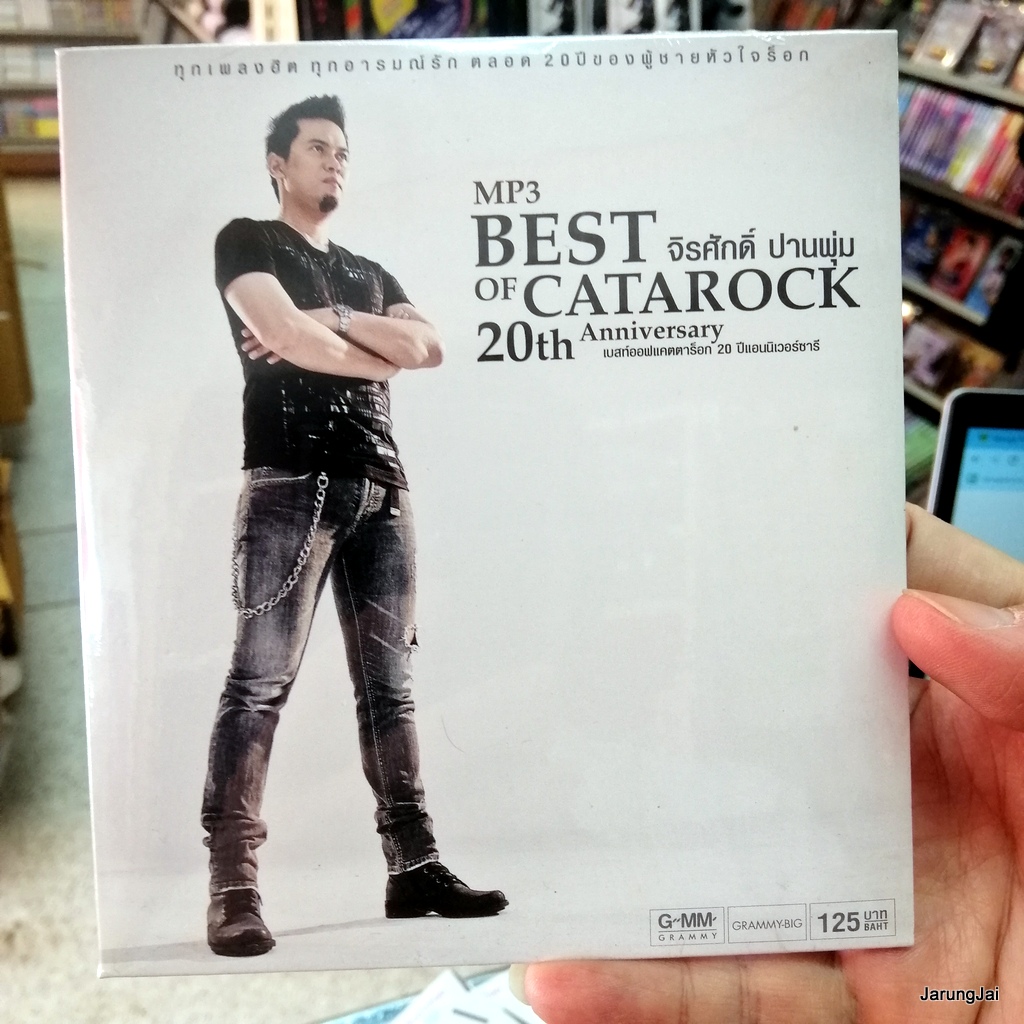 ทุกเพลงฮิต ทุกอารมณ์รัก ตลอด 20ปีของผู้ชายหัวใจร็อก
MP3
BEST จิรศักดิ์ ปานพุ่ม
OF CATAROCK
20th Anniversary
เบสท์ออฟแคตตาร็อก 20 ปีแอนนิเวอร์ซารี
G"MM'
GRAMMY
GRAMMY-BIG
125 บาท
BAHT
JarungJai